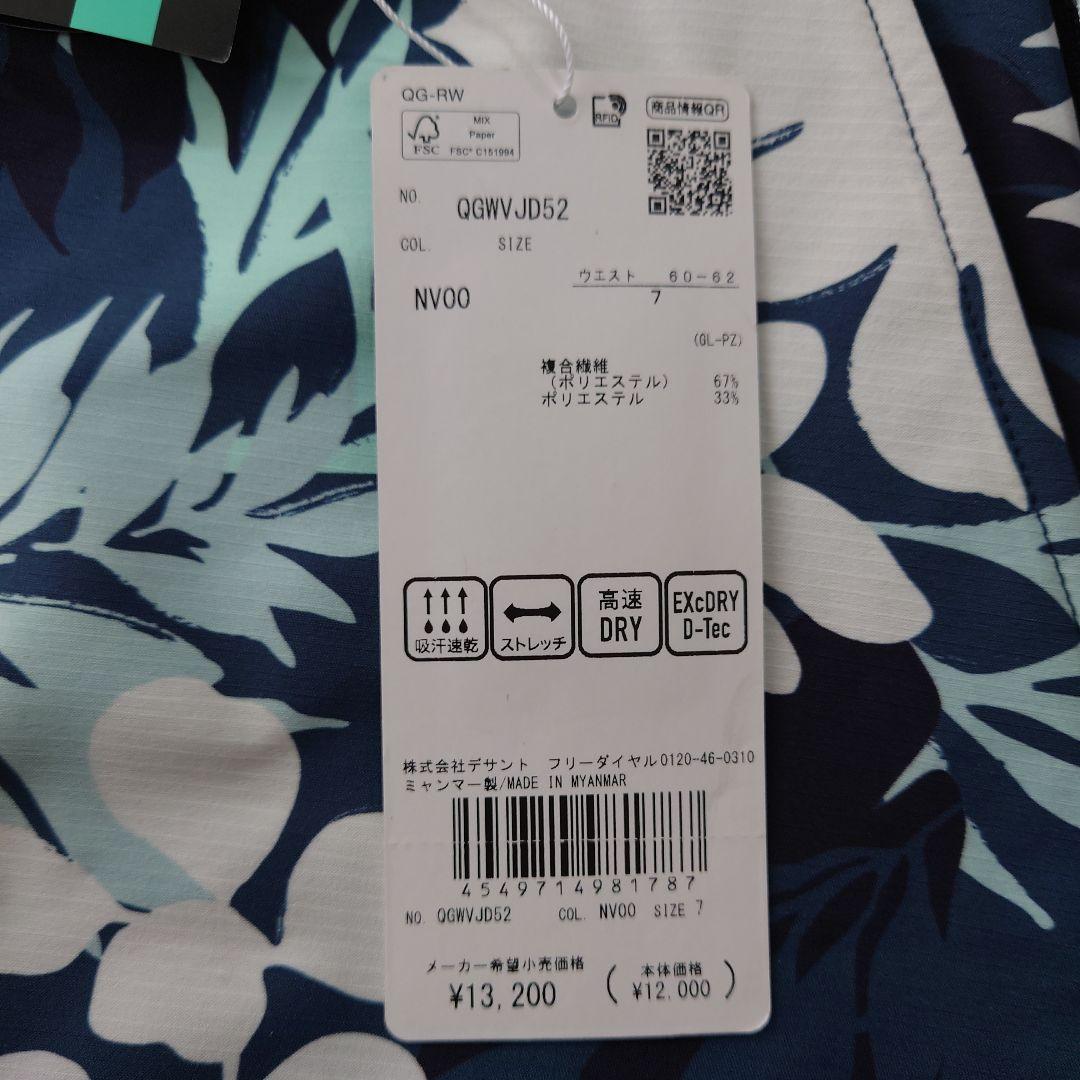 QG-RW
RFID
商品情報QR
FSC
MIX
Paper
FSC® C151994
NO. QGWVJD52
COL. SIZE
ウエスト 60-62
NV00 7
(GL-PZ)
複合繊維
(ポリエステル) 67%
ポリエステル 33%
吸汗速乾
ストレッチ
高速
DRY
EXcDRY
D-Tec
株式会社デサント フリーダイヤル0120-46-0310
ミャンマー製/MADE IN MYANMAR
4549714981787
NO. QGWVJD52 COL. NV00 SIZE 7
メーカー希望小売価格
¥13,200
(本体価格
¥12,000)